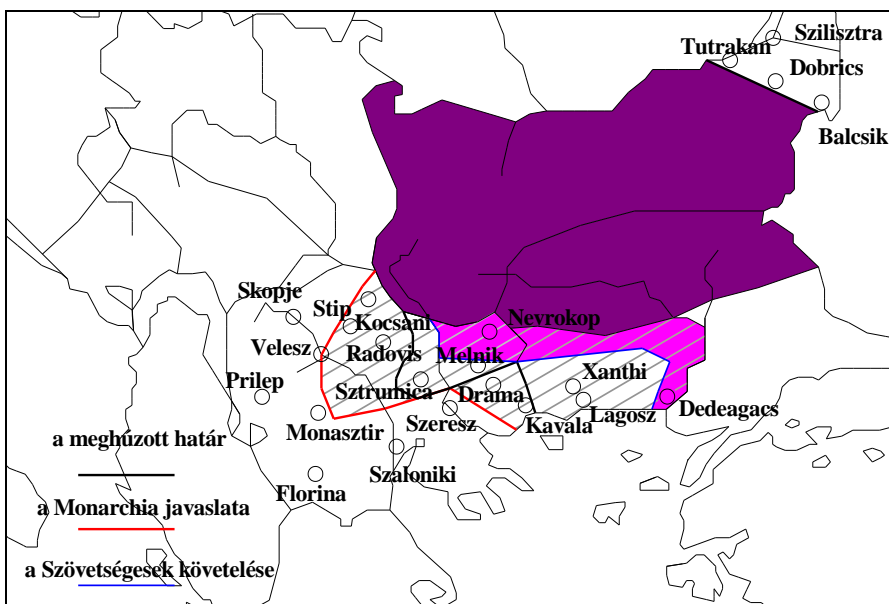 Szilisztra
Tutrakan
Dobrics
Balcsik
Skopje
Stip
Kocsani
Nevrokop
Velesz
Radovis
Melnik
Xanthi
Prilep
Sztrumica
Drama
Lagosz
Dedeagacs
Monasztir
Szeresz
Kavala
a meghúzott határ
Szaloniki
Florina
a Monarchia javaslata
a Szövetségesek követelése